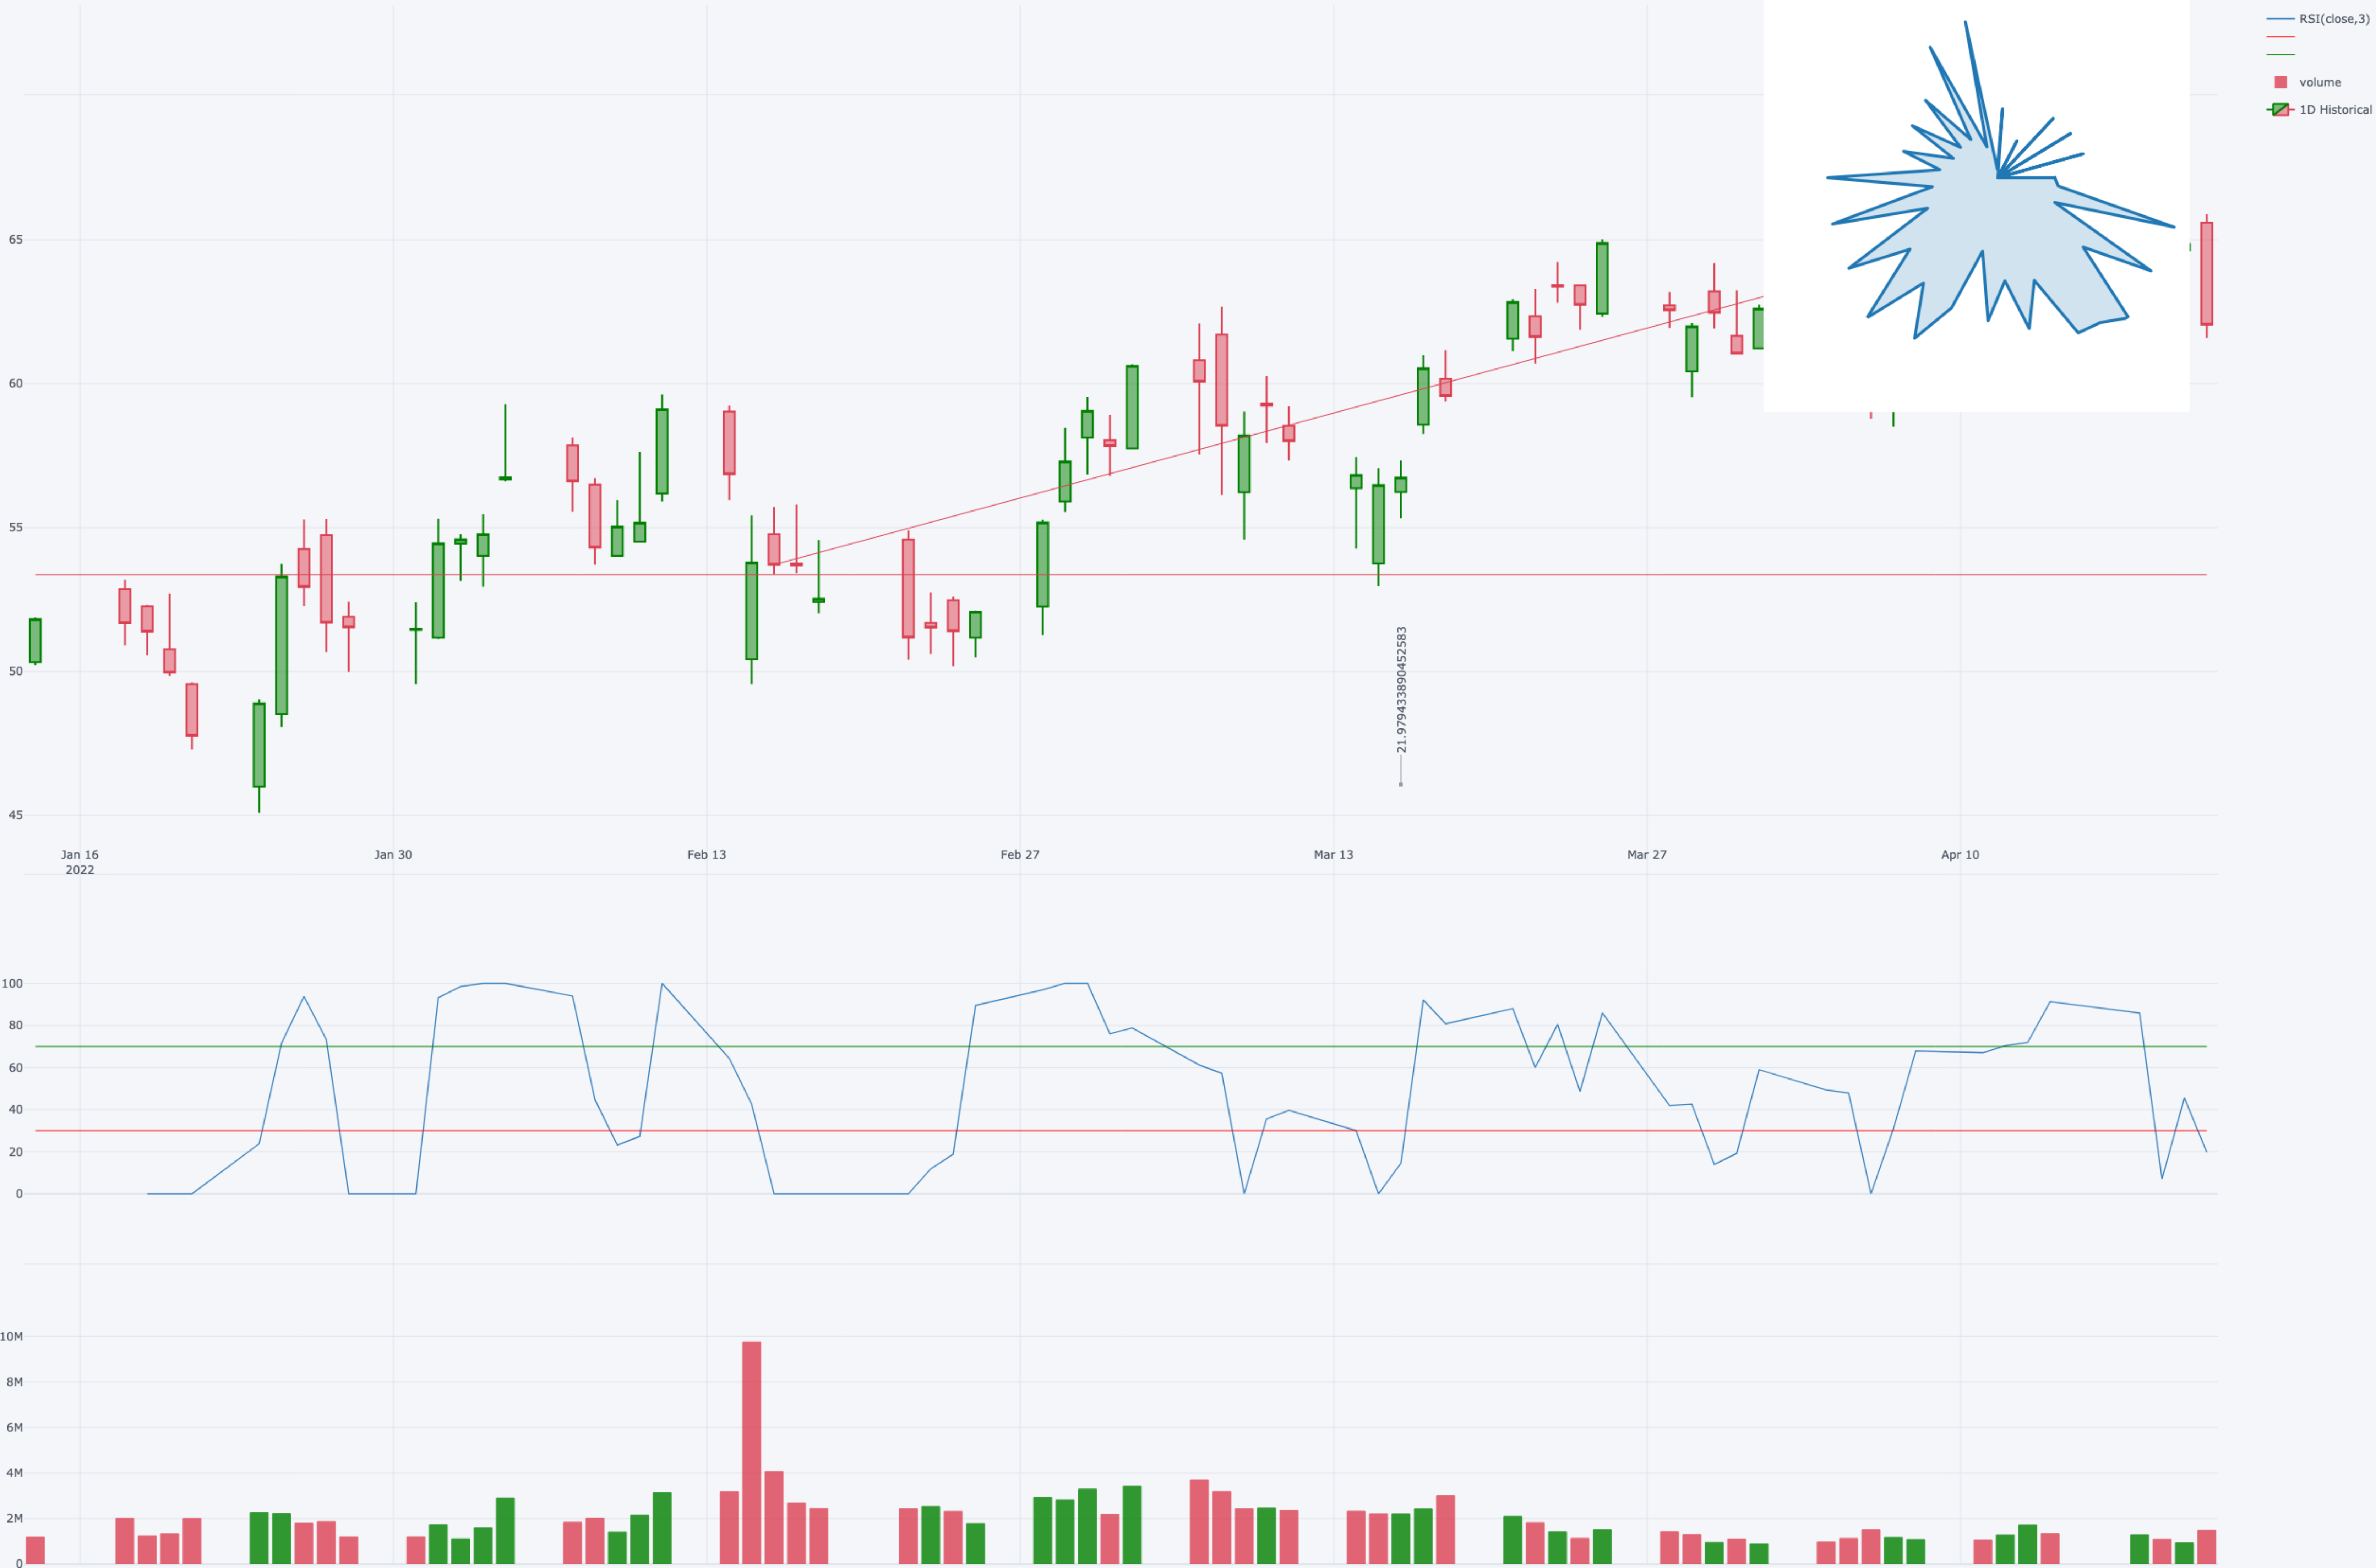 RSI(close,3)
volume
1D Historical
65
60
55
50
45
21.979433890452583
Jan 16
2022
Jan 30
Feb 13
Feb 27
Mar 13
Mar 27
Apr 10
100
80
60
40
20
0
10M
8M
6M
4M
2M
0